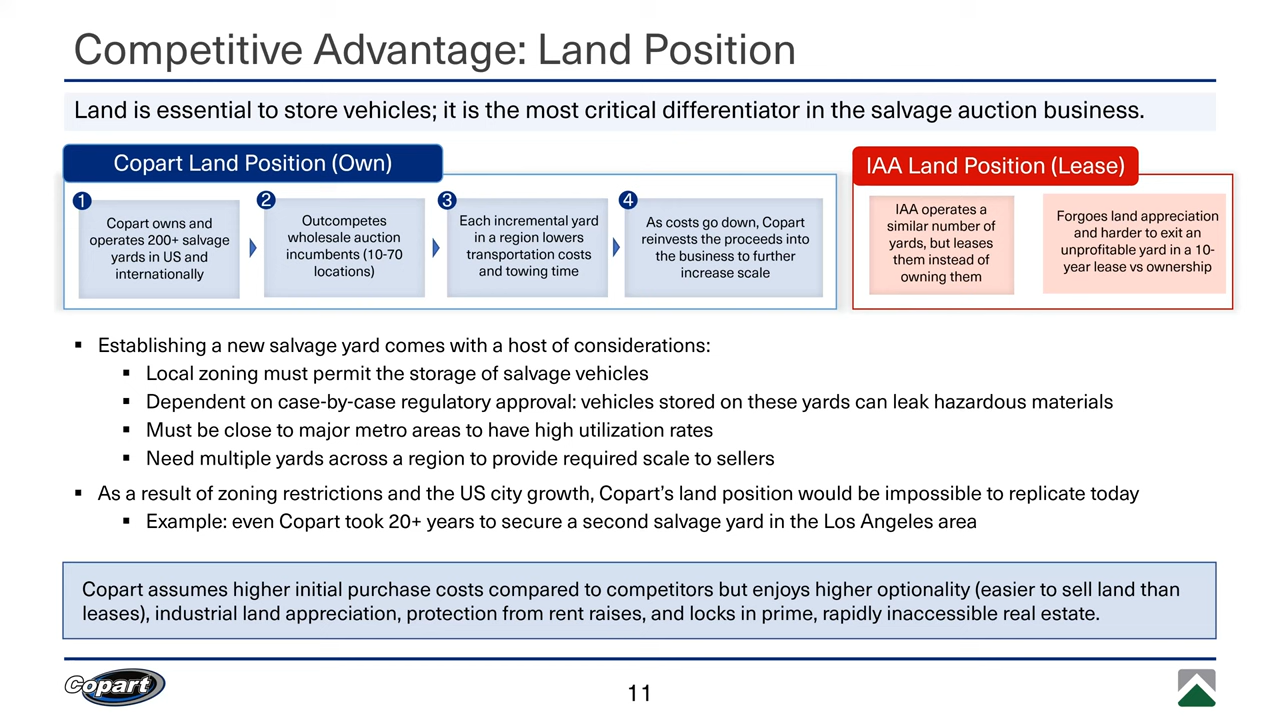 Competitive Advantage: Land Position
Land is essential to store vehicles; it is the most critical differentiator in the salvage auction business.
Copart Land Position (Own)
1
Copart owns and
operates 200+ salvage
yards in US and
internationally
2
Outcompetes
wholesale auction
incumbents (10-70
locations)
3
Each incremental yard
in a region lowers
transportation costs
and towing time
4
As costs go down, Copart
reinvests the proceeds into
the business to further
increase scale
IAA Land Position (Lease)
IAA operates a
similar number of
yards, but leases
them instead of
owning them
Forgoes land appreciation
and harder to exit an
unprofitable yard in a 10-
year lease vs ownership
▪ Establishing a new salvage yard comes with a host of considerations:
▪ Local zoning must permit the storage of salvage vehicles
▪ Dependent on case-by-case regulatory approval: vehicles stored on these yards can leak hazardous materials
▪ Must be close to major metro areas to have high utilization rates
▪ Need multiple yards across a region to provide required scale to sellers
▪ As a result of zoning restrictions and the US city growth, Copart's land position would be impossible to replicate today
▪ Example: even Copart took 20+ years to secure a second salvage yard in the Los Angeles area
Copart assumes higher initial purchase costs compared to competitors but enjoys higher optionality (easier to sell land than
leases), industrial land appreciation, protection from rent raises, and locks in prime, rapidly inaccessible real estate.
Copart
11